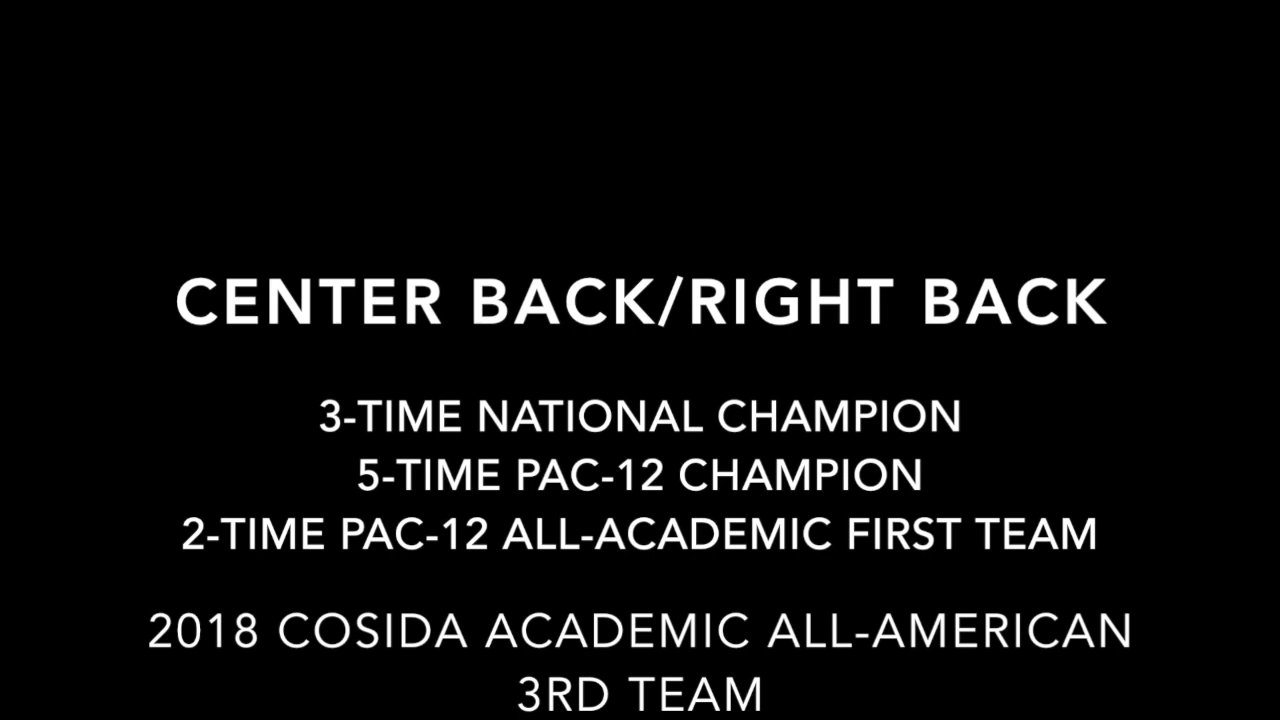 CENTER BACK/RIGHT BACK
3-TIME NATIONAL CHAMPION
5-TIME PAC-12 CHAMPION
2-TIME PAC-12 ALL-ACADEMIC FIRST TEAM
2018 COSIDA ACADEMIC ALL-AMERICAN
3RD TEAM